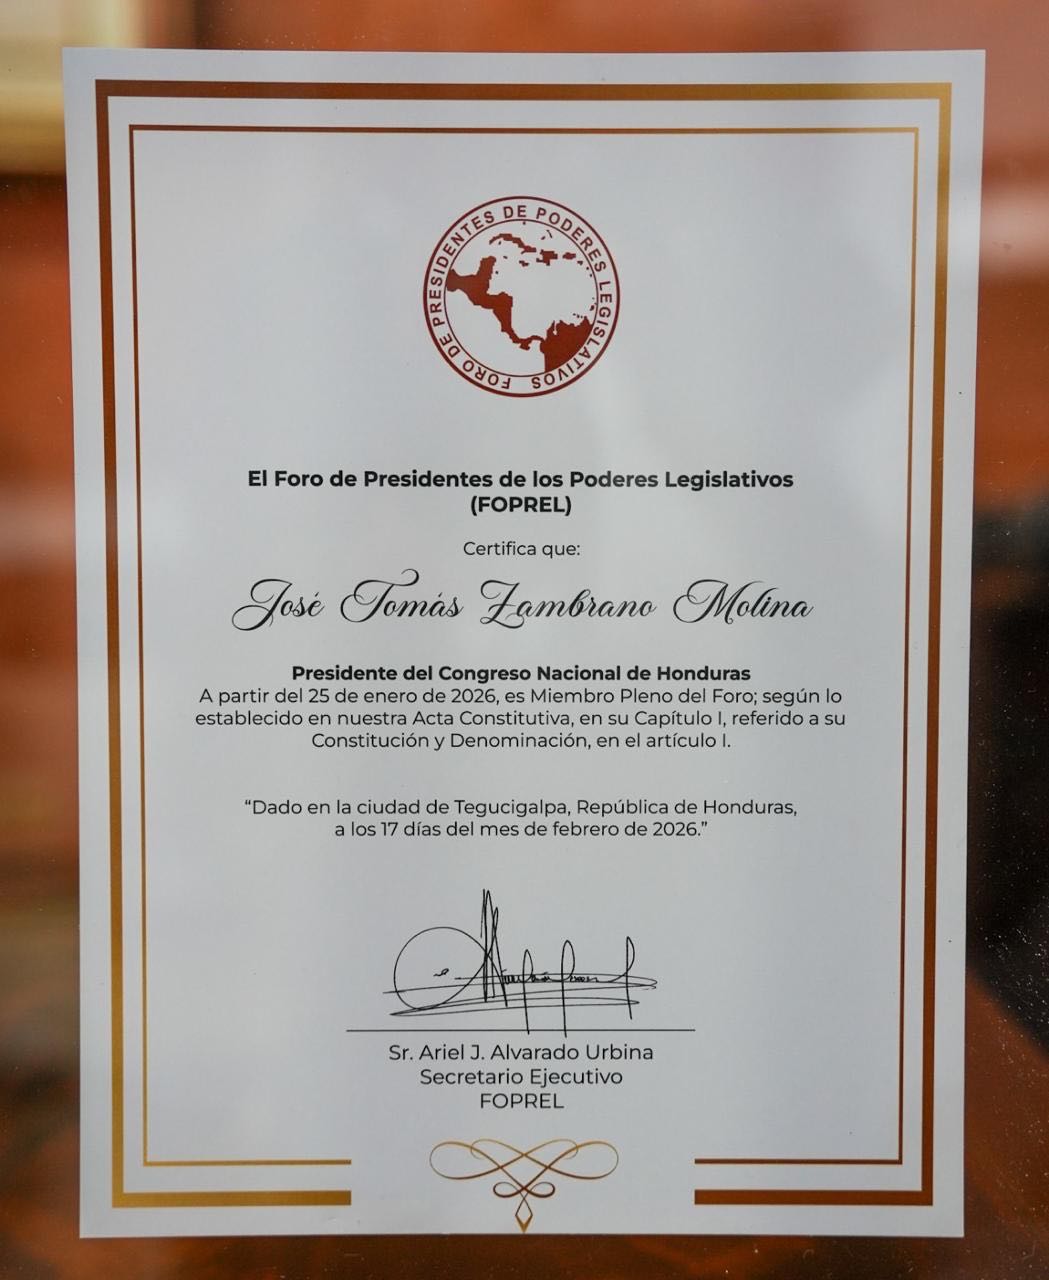 FORO DE PRESIDENTES DE PODERES LEGISLATIVOS
El Foro de Presidentes de los Poderes Legislativos
(FOPREL)
Certifica que:
José Tomás Zambrano Molina
Presidente del Congreso Nacional de Honduras
A partir del 25 de enero de 2026, es Miembro Pleno del Foro; según lo
establecido en nuestra Acta Constitutiva, en su Capítulo I, referido a su
Constitución y Denominación, en el artículo I.
“Dado en la ciudad de Tegucigalpa, República de Honduras,
a los 17 días del mes de febrero de 2026.”
Sr. Ariel J. Alvarado Urbina
Secretario Ejecutivo
FOPREL